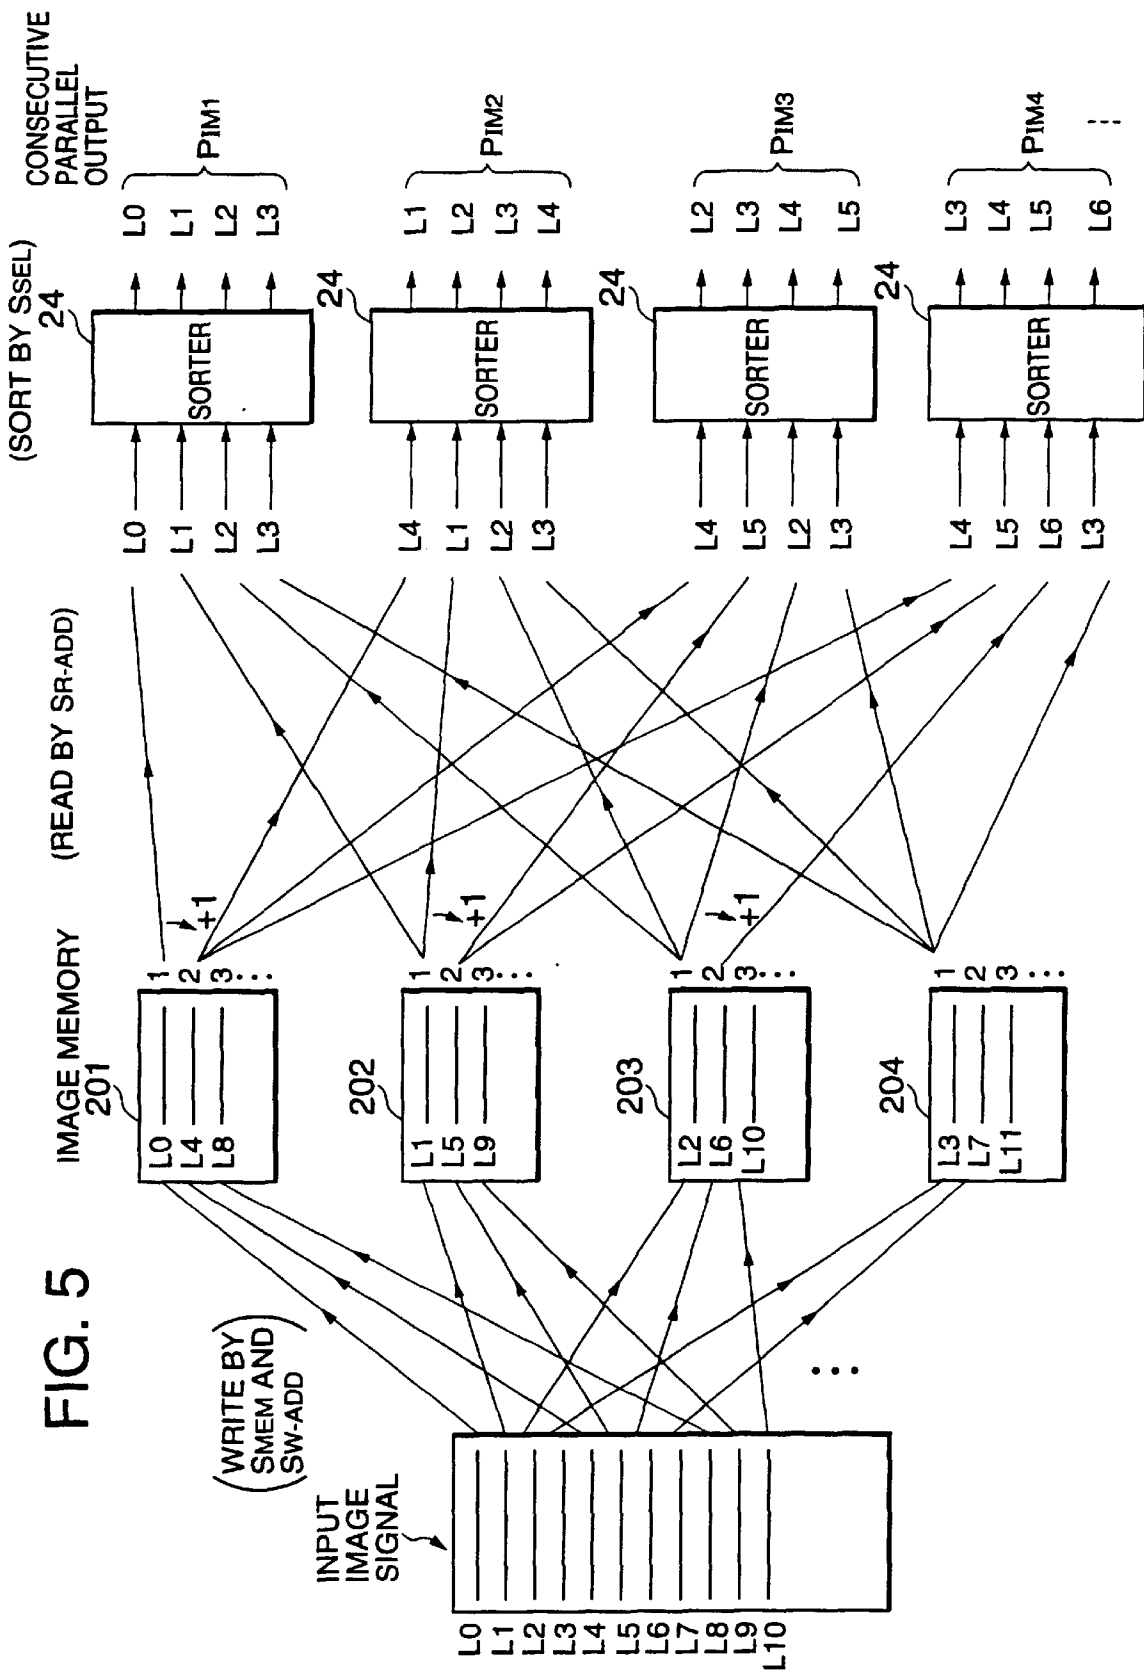 FIG. 5
(WRITE BY
SMEM AND
SW-ADD)
INPUT
IMAGE
SIGNAL
L0
L1
L2
L3
L4
L5
L6
L7
L8
L9
L10
...
IMAGE MEMORY
201
L0 1
L4 2
L8 3
...
+1
202
L1 1
L5 2
L9 3
...
+1
203
L2 1
L6 2
L10 3
...
+1
204
L3 1
L7 2
L11 3
...
(READ BY SR-ADD)
(SORT BY SSEL)
CONSECUTIVE
PARALLEL
OUTPUT
24
L0
L1
L2
L3
SORTER
L0
L1
L2
L3
PIM1
24
L4
L1
L2
L3
SORTER
L1
L2
L3
L4
PIM2
24
L4
L5
L2
L3
SORTER
L2
L3
L4
L5
PIM3
24
L4
L5
L6
L3
SORTER
L3
L4
L5
L6
PIM4
...